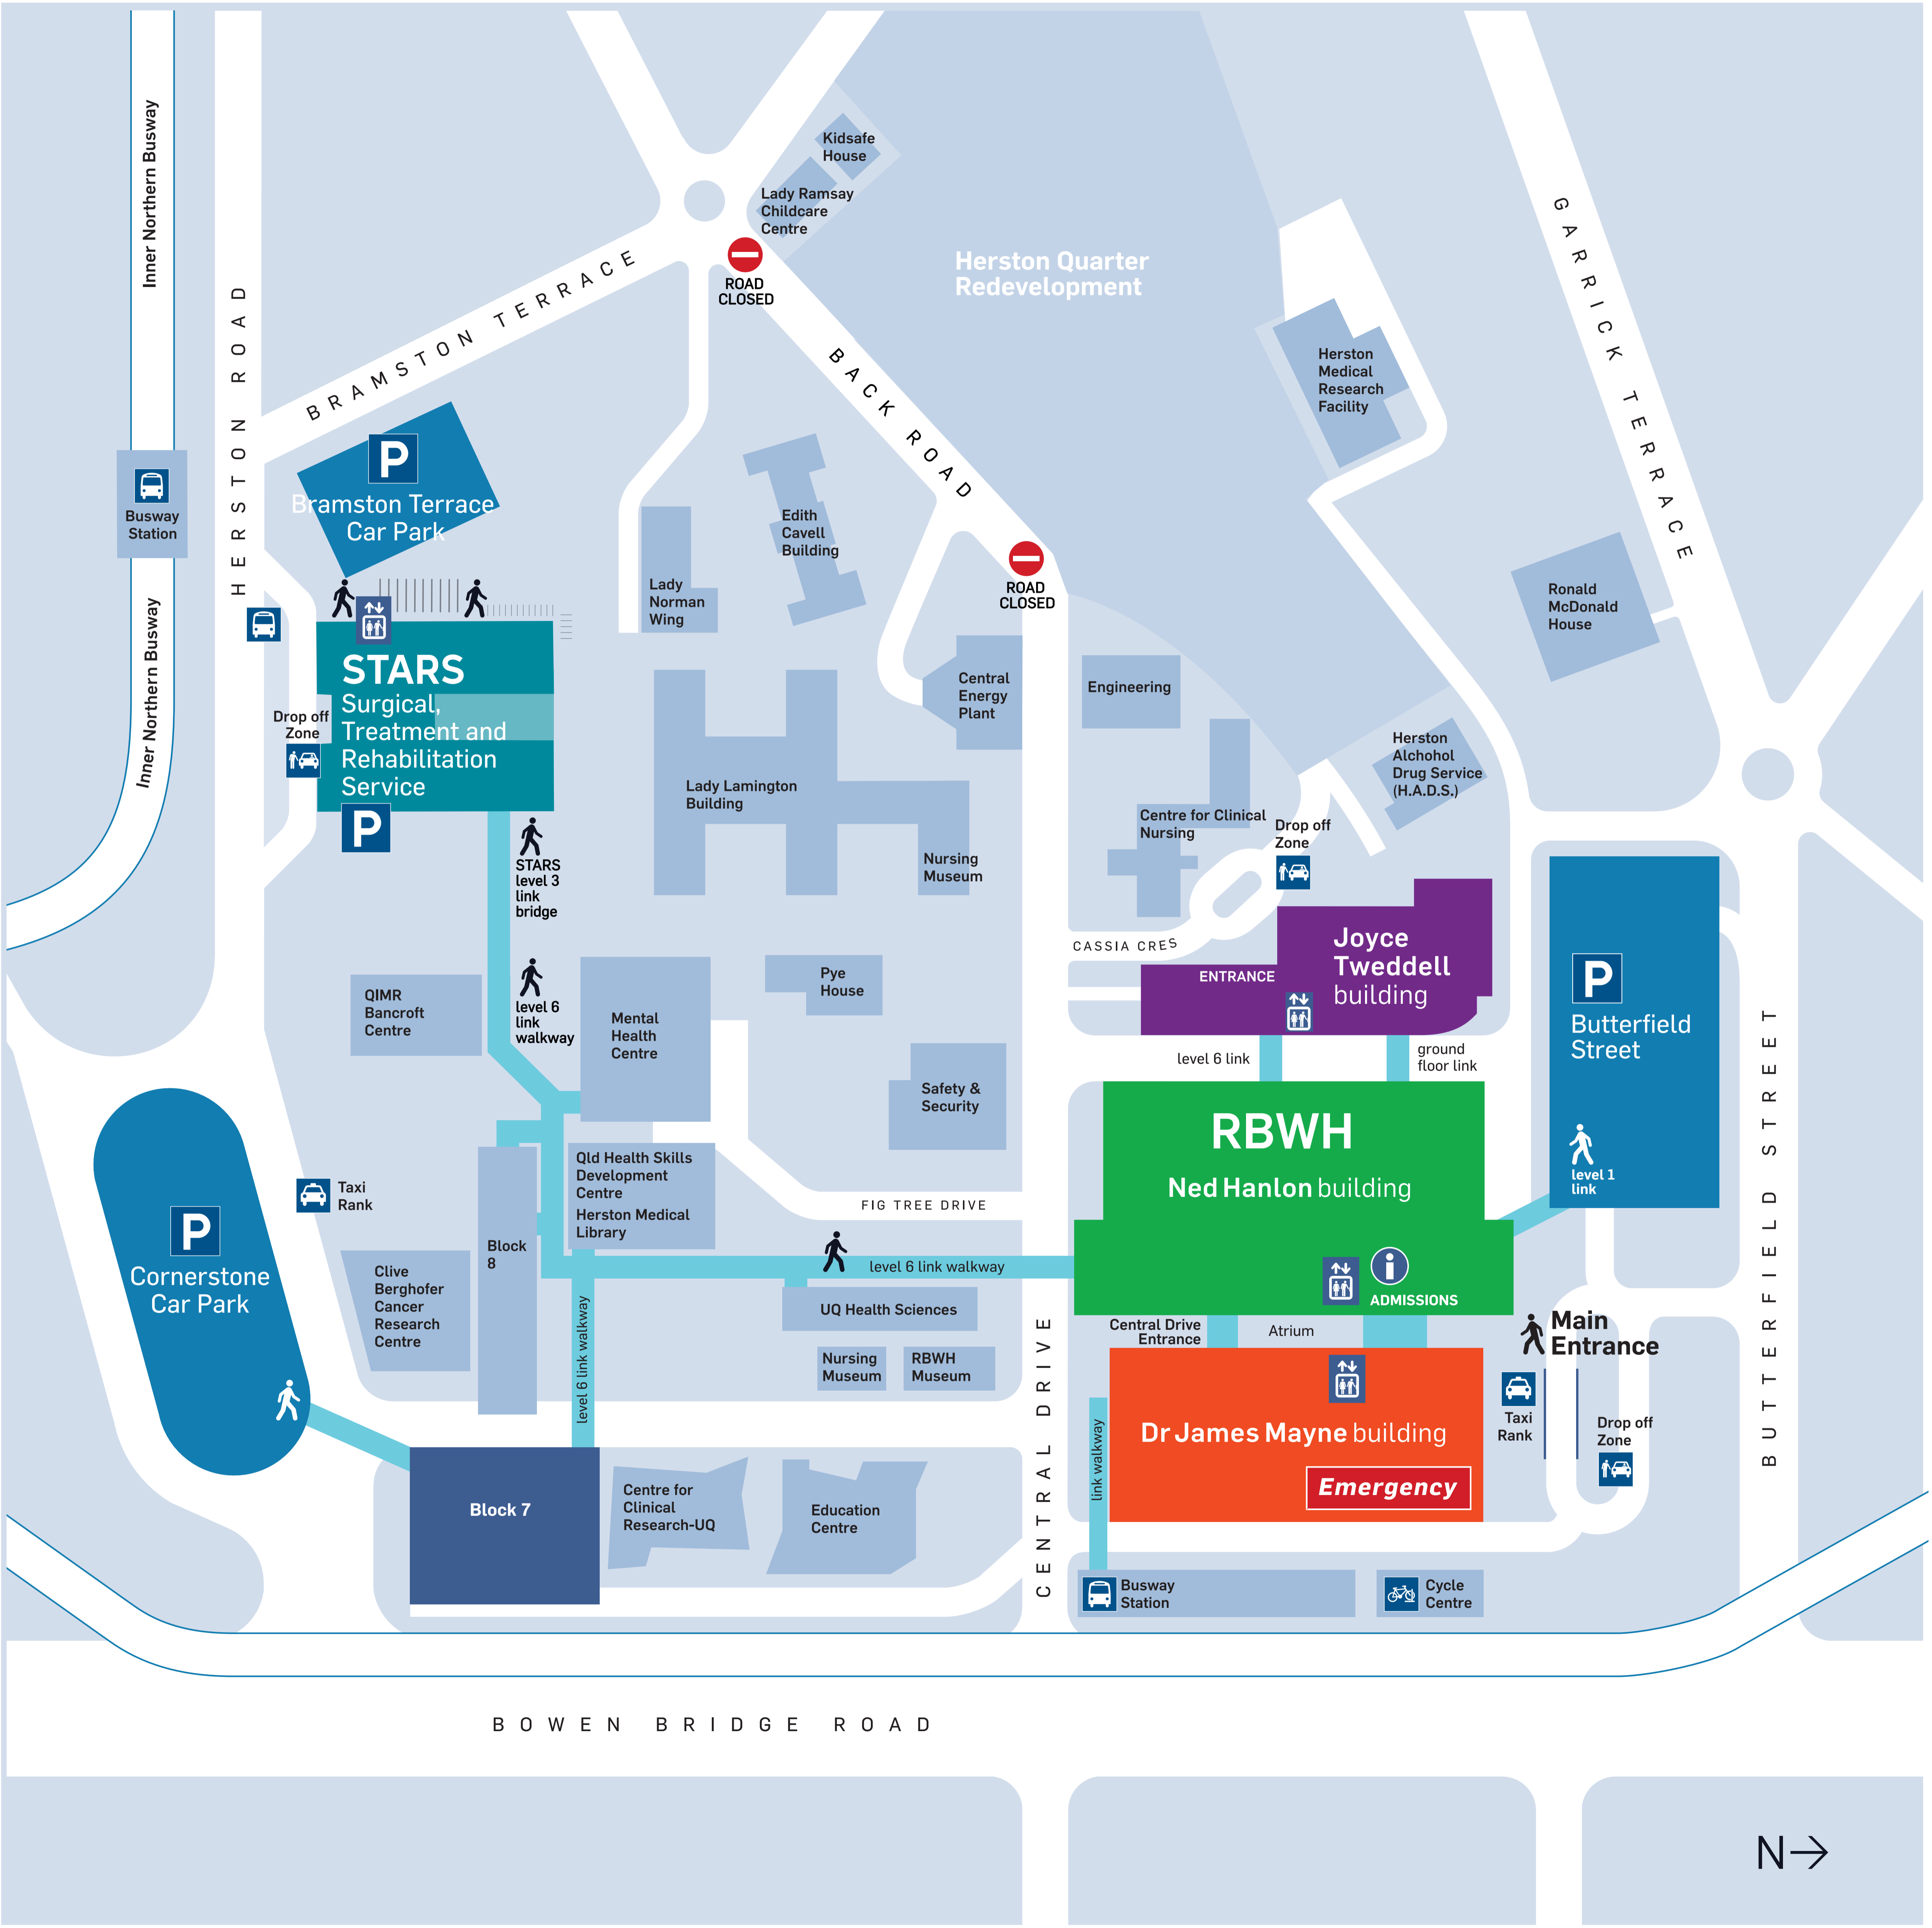 Inner Northern Busway
HERSTON ROAD
Kidsafe
House
Lady Ramsay
Childcare
Centre
ROAD
CLOSED
BRAMSTON TERRACE
Herston Quarter
Redevelopment
GARRICK TERRACE
BACK ROAD
Herston
Medical
Research
Facility
P
Bramston Terrace
Car Park
Busway
Station
Edith
Cavell
Building
Lady
Norman
Wing
ROAD
CLOSED
Ronald
McDonald
House
Inner Northern Busway
STARS
Surgical,
Treatment and
Rehabilitation
Service
Drop off
Zone
P
Central
Energy
Plant
Engineering
Herston
Alchohol
Drug Service
(H.A.D.S.)
Lady Lamington
Building
Nursing
Museum
Centre for Clinical
Nursing
Drop off
Zone
STARS
level 3
link
bridge
CASSIA CRES
Joyce
Tweddell
building
ENTRANCE
P
Butterfield
Street
level 1
link
BUTTERFIELD STREET
QIMR
Bancroft
Centre
level 6
link
walkway
Mental
Health
Centre
Pye
House
Safety &
Security
level 6 link
ground
floor link
RBWH
Ned Hanlon building
ADMISSIONS
Taxi
Rank
Qld Health Skills
Development
Centre
Herston Medical
Library
FIG TREE DRIVE
P
Cornerstone
Car Park
Block
8
Clive
Berghofer
Cancer
Research
Centre
level 6 link walkway
level 6 link walkway
UQ Health Sciences
Nursing
Museum
RBWH
Museum
CENTRAL DRIVE
Central Drive
Entrance
Atrium
Main
Entrance
Dr James Mayne building
Emergency
Taxi
Rank
Drop off
Zone
link walkway
Block 7
Centre for
Clinical
Research-UQ
Education
Centre
Busway
Station
Cycle
Centre
BOWEN BRIDGE ROAD
N